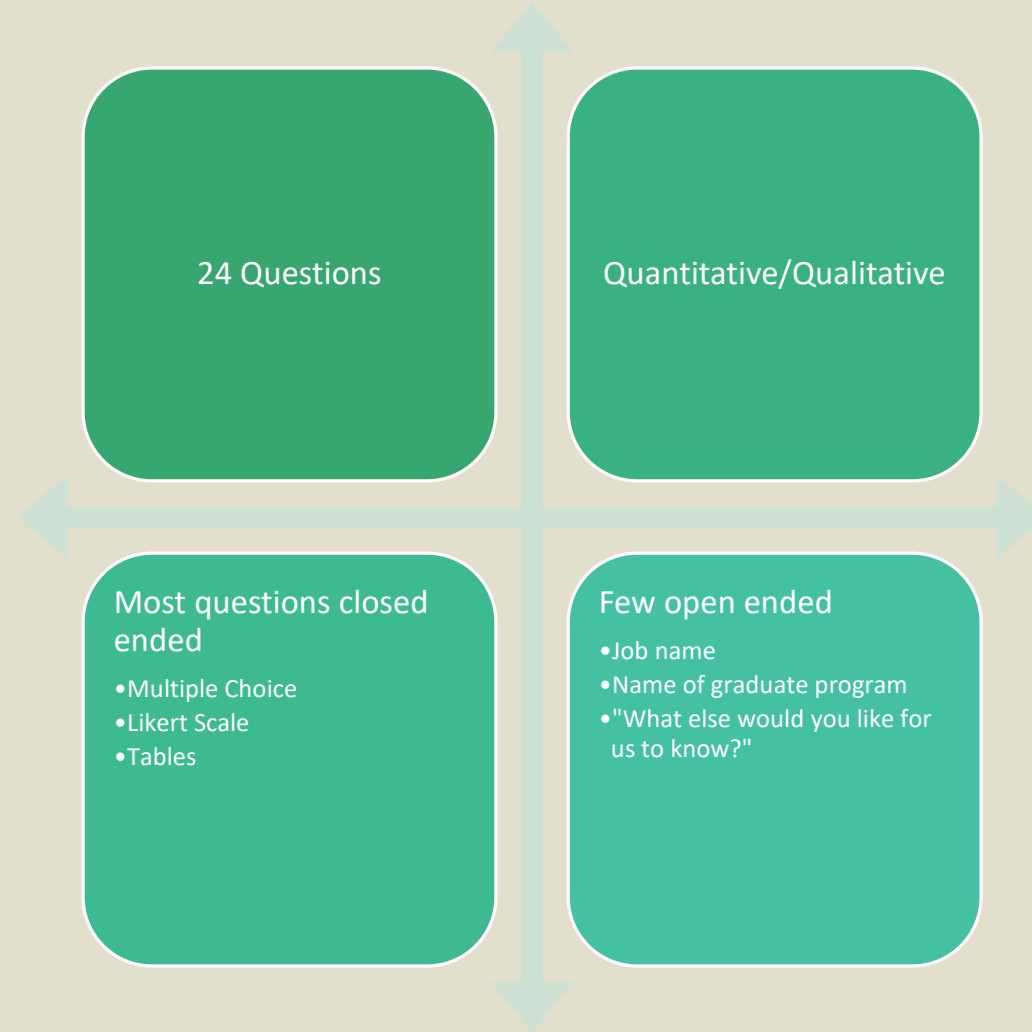 24 Questions
Quantitative/Qualitative
Most questions closed
ended
•Multiple Choice
•Likert Scale
•Tables
Few open ended
•Job name
•Name of graduate program
•"What else would you like for
us to know?"